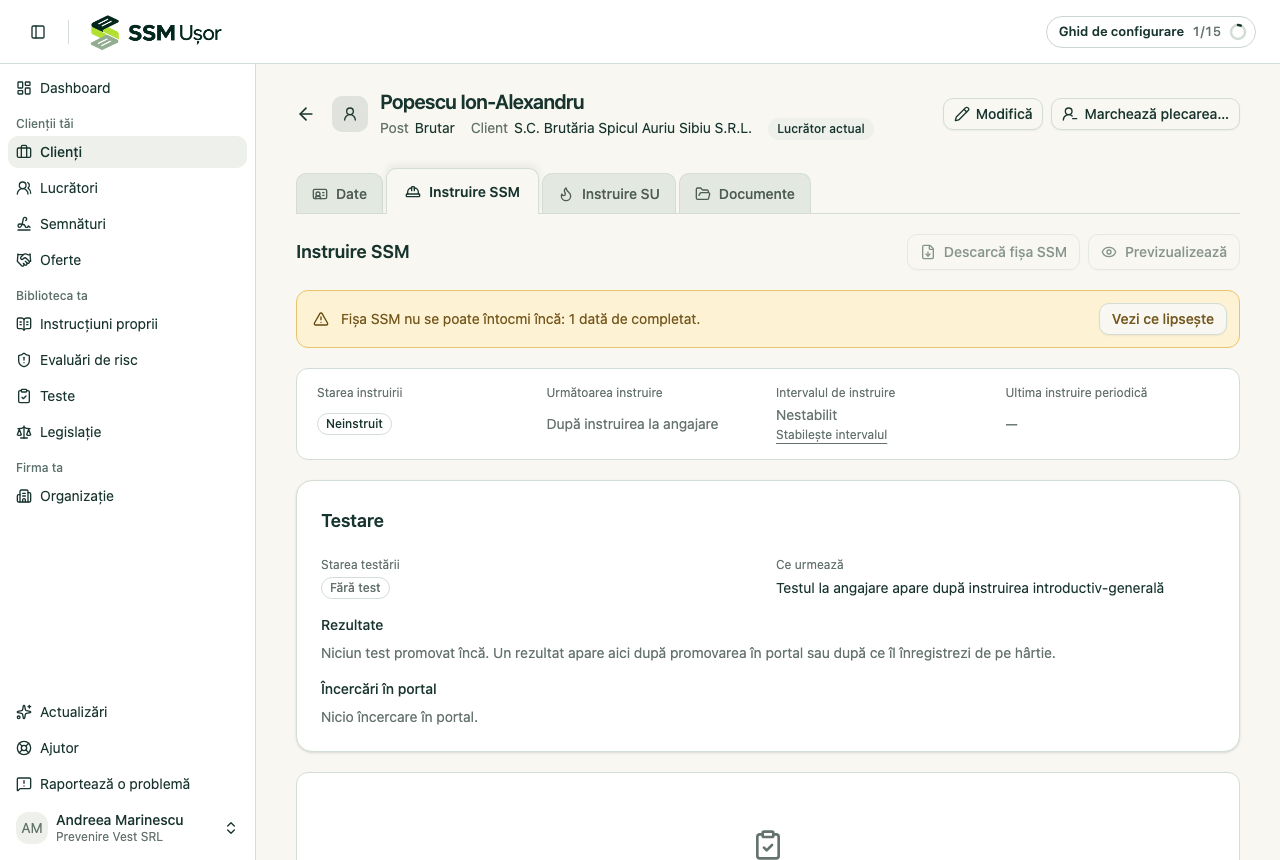 SSM Ușor
Ghid de configurare 1/15
Dashboard
Clienții tăi
Clienți
Lucrători
Semnături
Oferte
Biblioteca ta
Instrucțiuni proprii
Evaluări de risc
Teste
Legislație
Firma ta
Organizație
Actualizări
Ajutor
Raportează o problemă
AM
Andreea Marinescu
Prevenire Vest SRL
Popescu Ion-Alexandru
Post Brutar Client S.C. Brutăria Spicul Auriu Sibiu S.R.L. Lucrător actual
Modifică
Marchează plecarea...
Date
Instruire SSM
Instruire SU
Documente
Instruire SSM
Descarcă fișa SSM
Previzualizează
Fișa SSM nu se poate întocmi încă: 1 dată de completat.
Vezi ce lipsește
Starea instruirii
Neinstruit
Următoarea instruire
După instruirea la angajare
Intervalul de instruire
Nestabilit
Stabilește intervalul
Ultima instruire periodică
—
Testare
Starea testării
Fără test
Ce urmează
Testul la angajare apare după instruirea introductiv-generală
Rezultate
Niciun test promovat încă. Un rezultat apare aici după promovarea în portal sau după ce îl înregistrezi de pe hârtie.
Încercări în portal
Nicio încercare în portal.